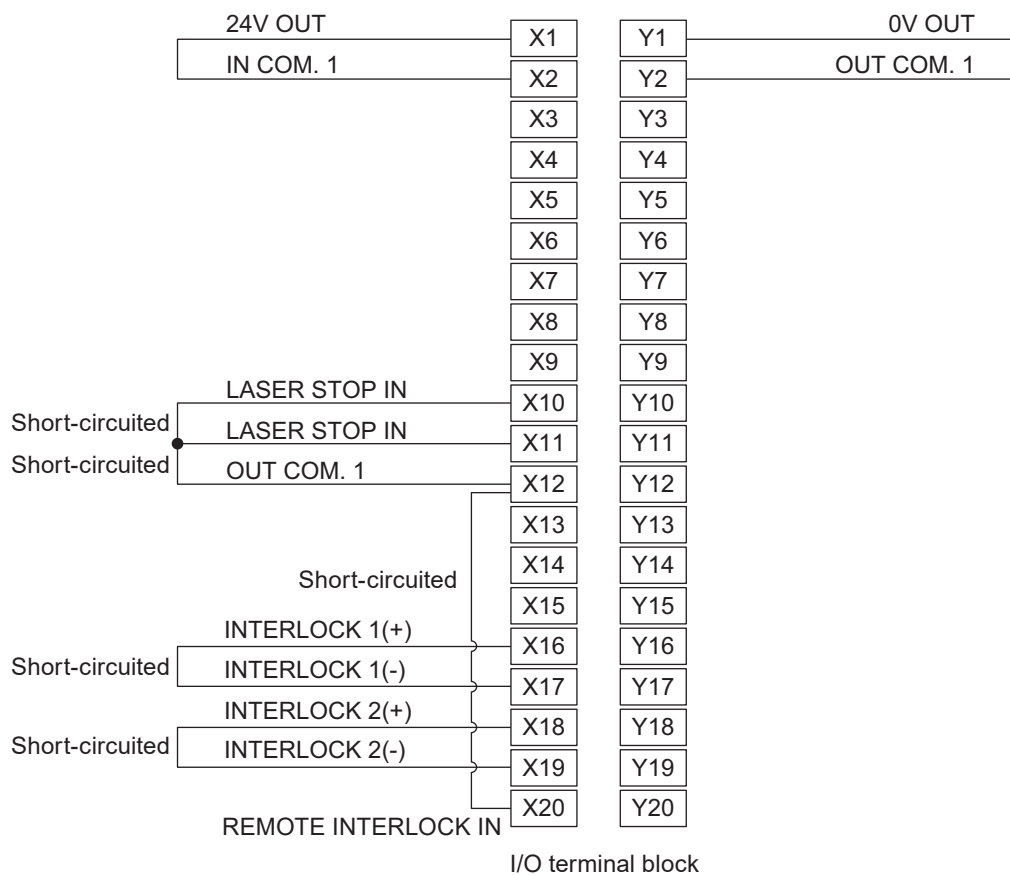 24V OUT X1 Y1 0V OUT
IN COM. 1 X2 Y2 OUT COM. 1
X3 Y3
X4 Y4
X5 Y5
X6 Y6
X7 Y7
X8 Y8
X9 Y9
LASER STOP IN X10 Y10
Short-circuited
LASER STOP IN X11 Y11
Short-circuited
OUT COM. 1 X12 Y12
X13 Y13
X14 Y14
Short-circuited
X15 Y15
INTERLOCK 1(+) X16 Y16
Short-circuited
INTERLOCK 1(-) X17 Y17
INTERLOCK 2(+) X18 Y18
Short-circuited
INTERLOCK 2(-) X19 Y19
X20 Y20
REMOTE INTERLOCK IN
I/O terminal block